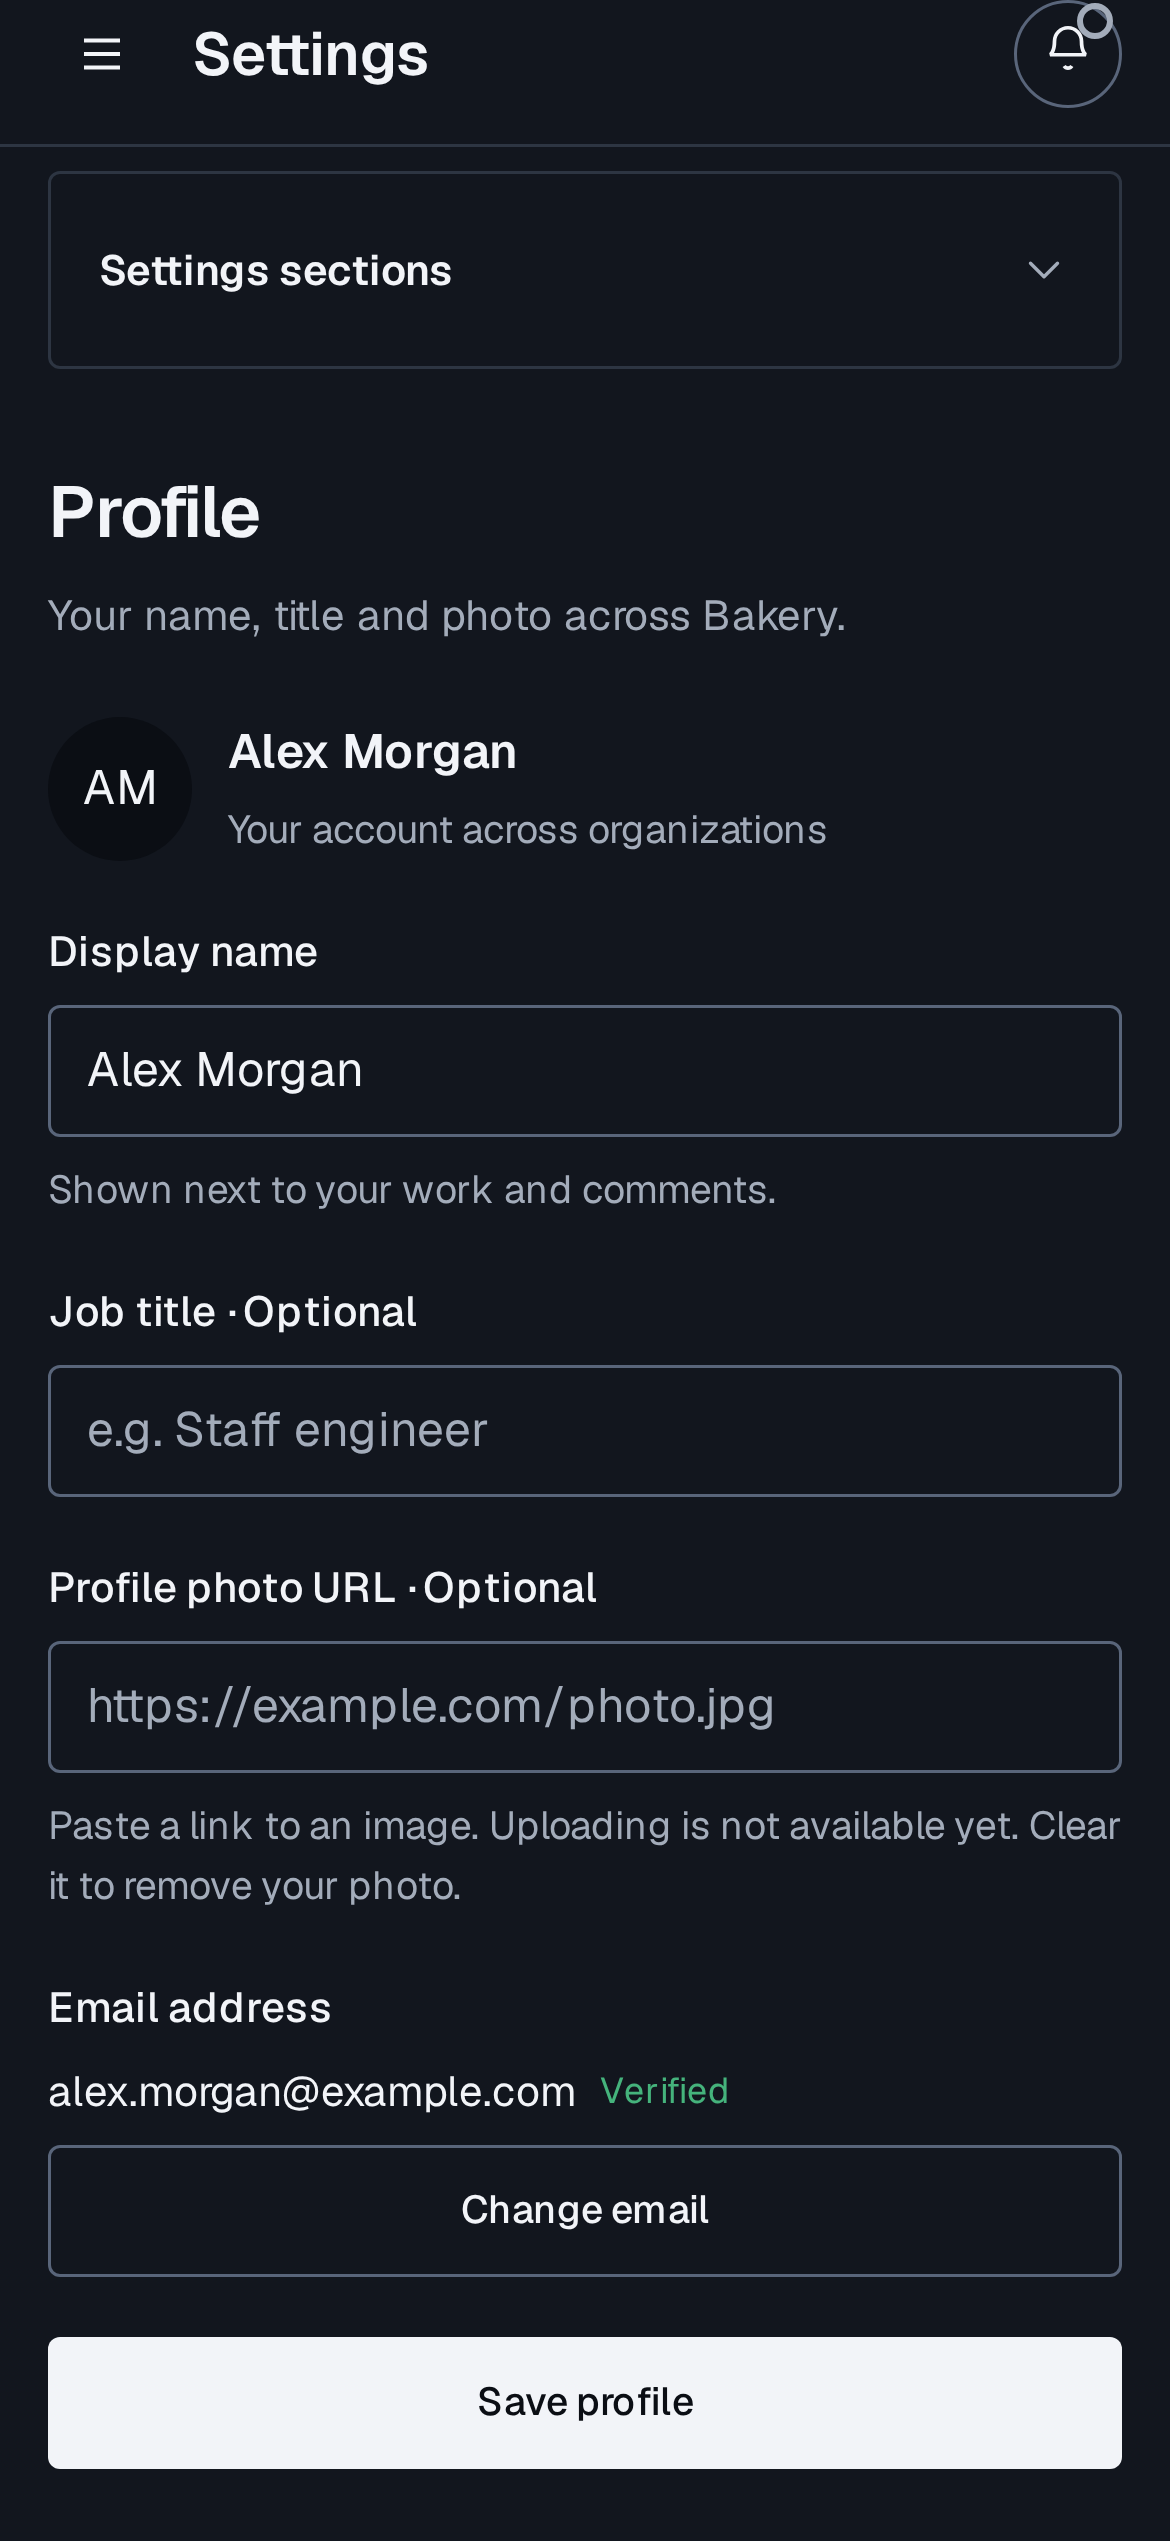 Settings
Settings sections
Profile
Your name, title and photo across Bakery.
AM
Alex Morgan
Your account across organizations
Display name
Alex Morgan
Shown next to your work and comments.
Job title · Optional
e.g. Staff engineer
Profile photo URL · Optional
https://example.com/photo.jpg
Paste a link to an image. Uploading is not available yet. Clear
it to remove your photo.
Email address
alex.morgan@example.com Verified
Change email
Save profile